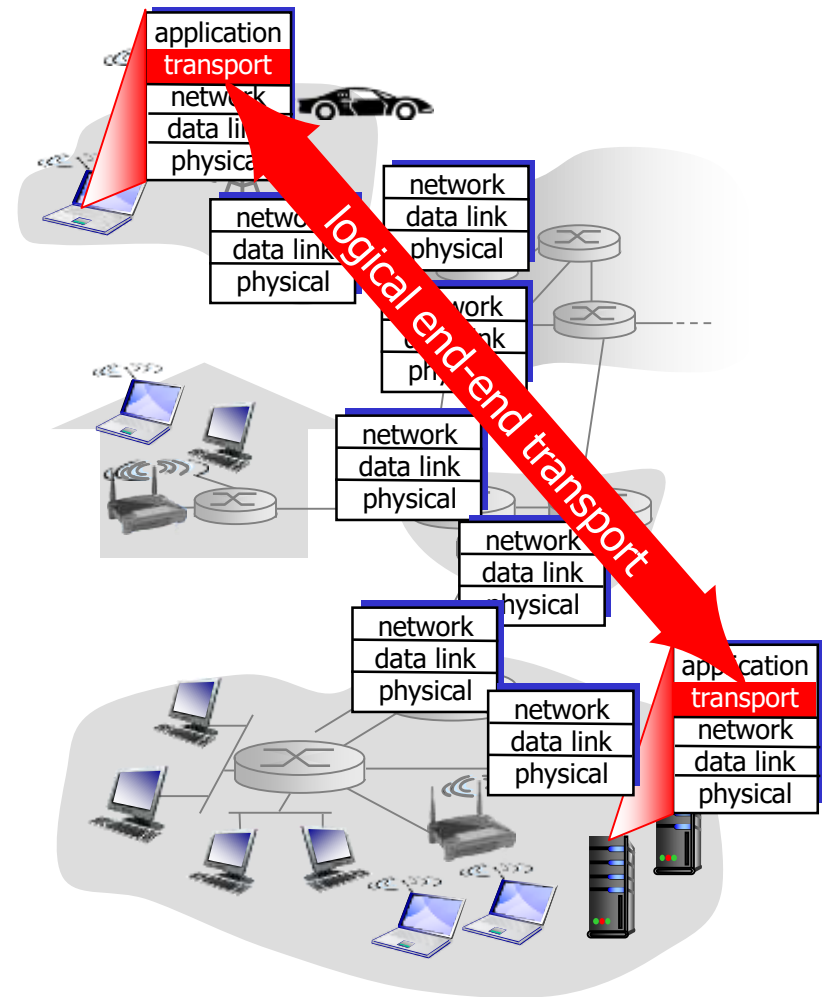 application
transport
network
data link
physical
network
data link
physical
network
data link
physical
logical end-end transport
network
data link
physical
network
data link
physical
network
data link
physical
network
data link
physical
application
transport
network
data link
physical